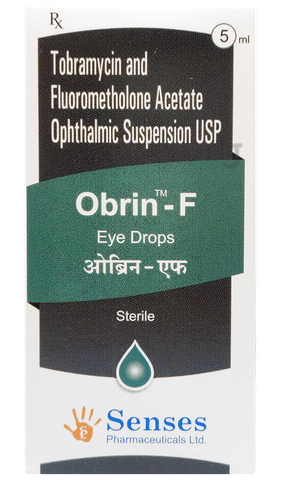 Rx
5 ml
Tobramycin and
Fluorometholone Acetate
Ophthalmic Suspension USP
Obrin™-F
Eye Drops
ओब्रिन-एफ
Sterile
Senses
Pharmaceuticals Ltd.